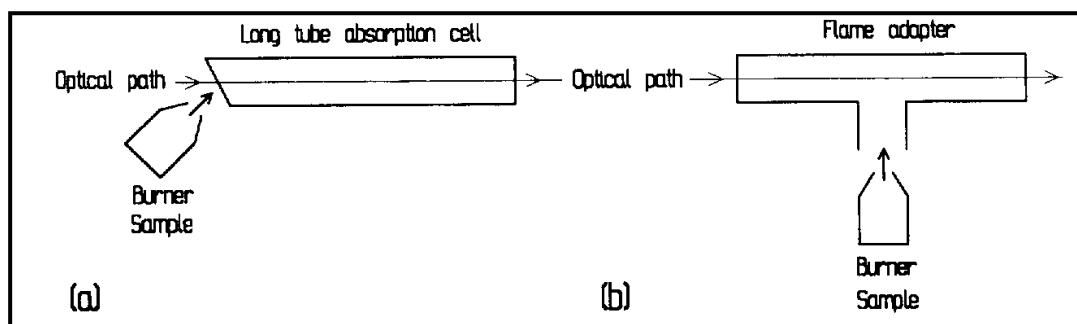 Long tube absorption cell
Optical path
Burner
Sample
(a)
Flame adapter
Optical path
Burner
Sample
(b)